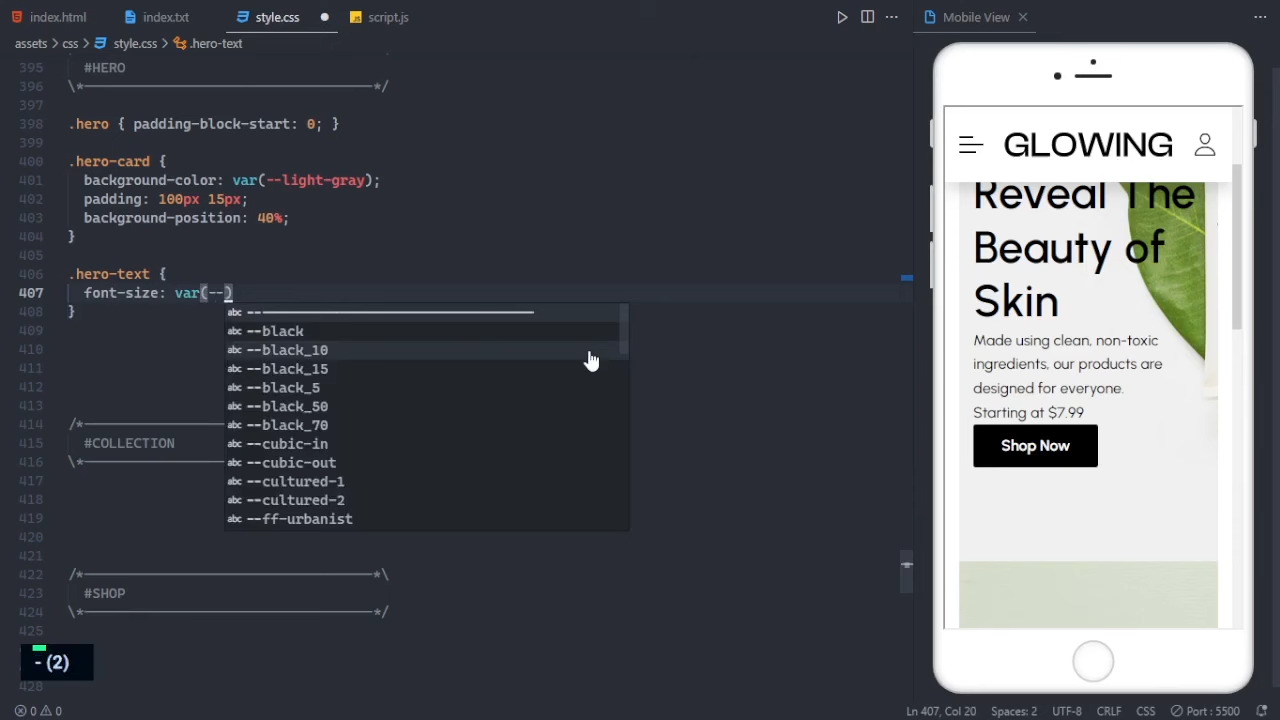 index.html index.txt style.css script.js
assets > css > style.css > .hero-text
395 #HERO
396 \*————————————————————*/
397
398 .hero { padding-block-start: 0; }
399
400 .hero-card {
401 background-color: var(--light-gray);
402 padding: 100px 15px;
403 background-position: 40%;
404 }
405
406 .hero-text {
407 font-size: var(--)
408 }
409
410
411
412
413
414 /*————————————————————
415 #COLLECTION
416 \*————————————————————
417
418
419
420
421
422 /*————————————————————*\
423 #SHOP
424 \*————————————————————*/
425
428
abc --————————————————————
abc --black
abc --black_10
abc --black_15
abc --black_5
abc --black_50
abc --black_70
abc --cubic-in
abc --cubic-out
abc --cultured-1
abc --cultured-2
abc --ff-urbanist
- (2)
0 0
Ln 407, Col 20 Spaces: 2 UTF-8 CRLF CSS Port : 5500
Mobile View
GLOWING
Reveal The
Beauty of
Skin
Made using clean, non-toxic
ingredients, our products are
designed for everyone.
Starting at $7.99
Shop Now